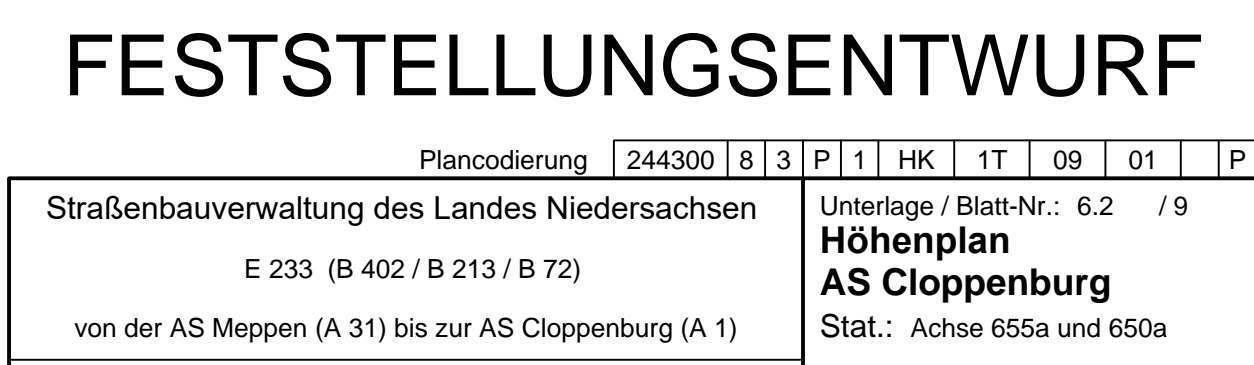 FESTSTELLUNGSENTWURF
Plancodierung 244300 8 3 P 1 HK 1T 09 01 P
Straßenbauverwaltung des Landes Niedersachsen
E 233 (B 402 / B 213 / B 72)
von der AS Meppen (A 31) bis zur AS Cloppenburg (A 1)
Unterlage / Blatt-Nr.: 6.2 / 9
Höhenplan
AS Cloppenburg
Stat.: Achse 655a und 650a